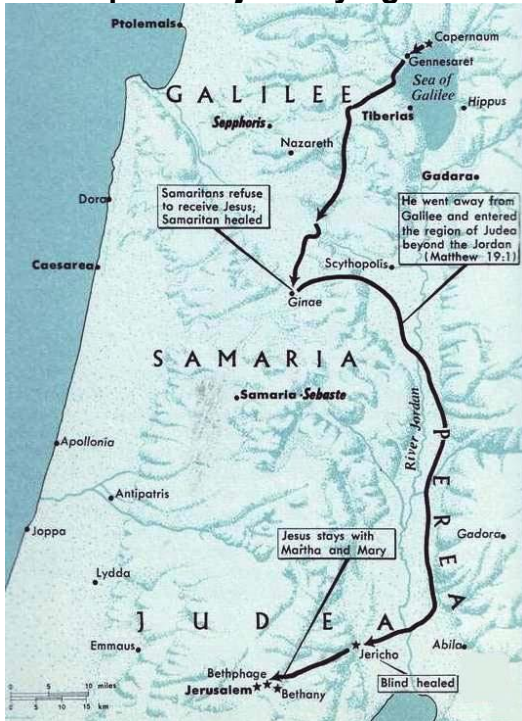 Ptolemais
Capernaum
Gennesaret
Sea of
Galilee
GALILEE
Hippus
Tiberias
Sepphoris
Nazareth
Gadara
Samaritans refuse
to receive Jesus;
Samaritan healed
He went away from
Galilee and entered
the region of Judea
beyond the Jordan
(Matthew 19:1)
Dora
Caesarea
Scythopolis
Ginae
SAMARIA
Samaria-Sebaste
River Jordan
PEREA
Apollonia
Antipatris
Joppa
Gadora
Jesus stays with
Martha and Mary
Lydda
JUDEA
Emmaus
Abila
Jericho
Bethphage
Blind healed
Jerusalem
Bethany
0 5 10 miles
0 5 10 15 km